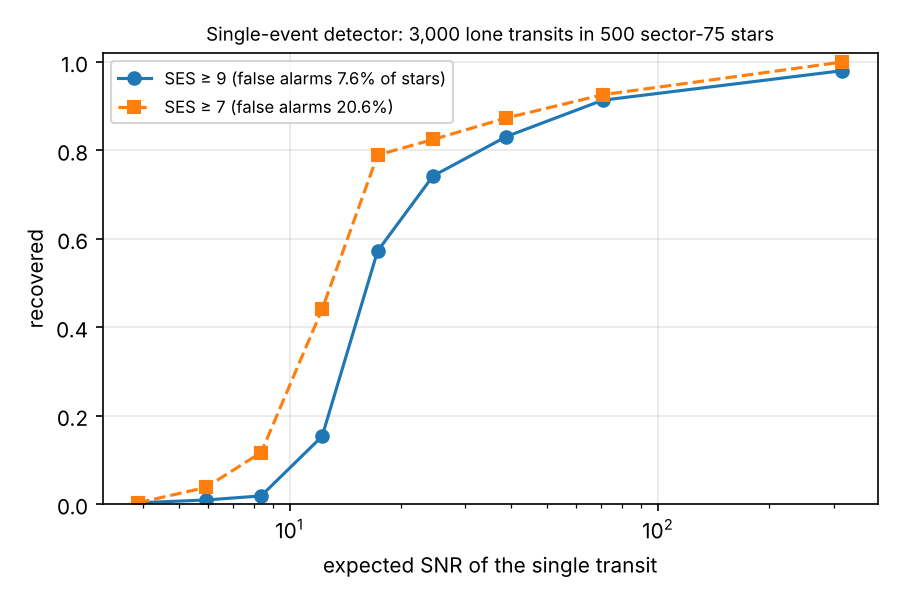 Single-event detector: 3,000 lone transits in 500 sector-75 stars
SES ≥ 9 (false alarms 7.6% of stars)
SES ≥ 7 (false alarms 20.6%)
recovered
1.0
0.8
0.6
0.4
0.2
0.0
10¹
10²
expected SNR of the single transit